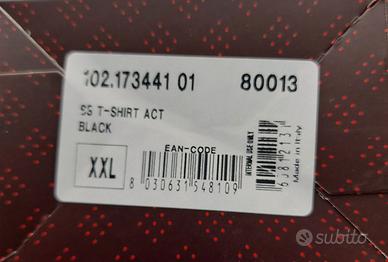 102.173441 01 80013
SS T-SHIRT ACT
BLACK
EAN-CODE
XXL
8 030631 548109
INTERNAL USE ONLY
Made in Italy
subito